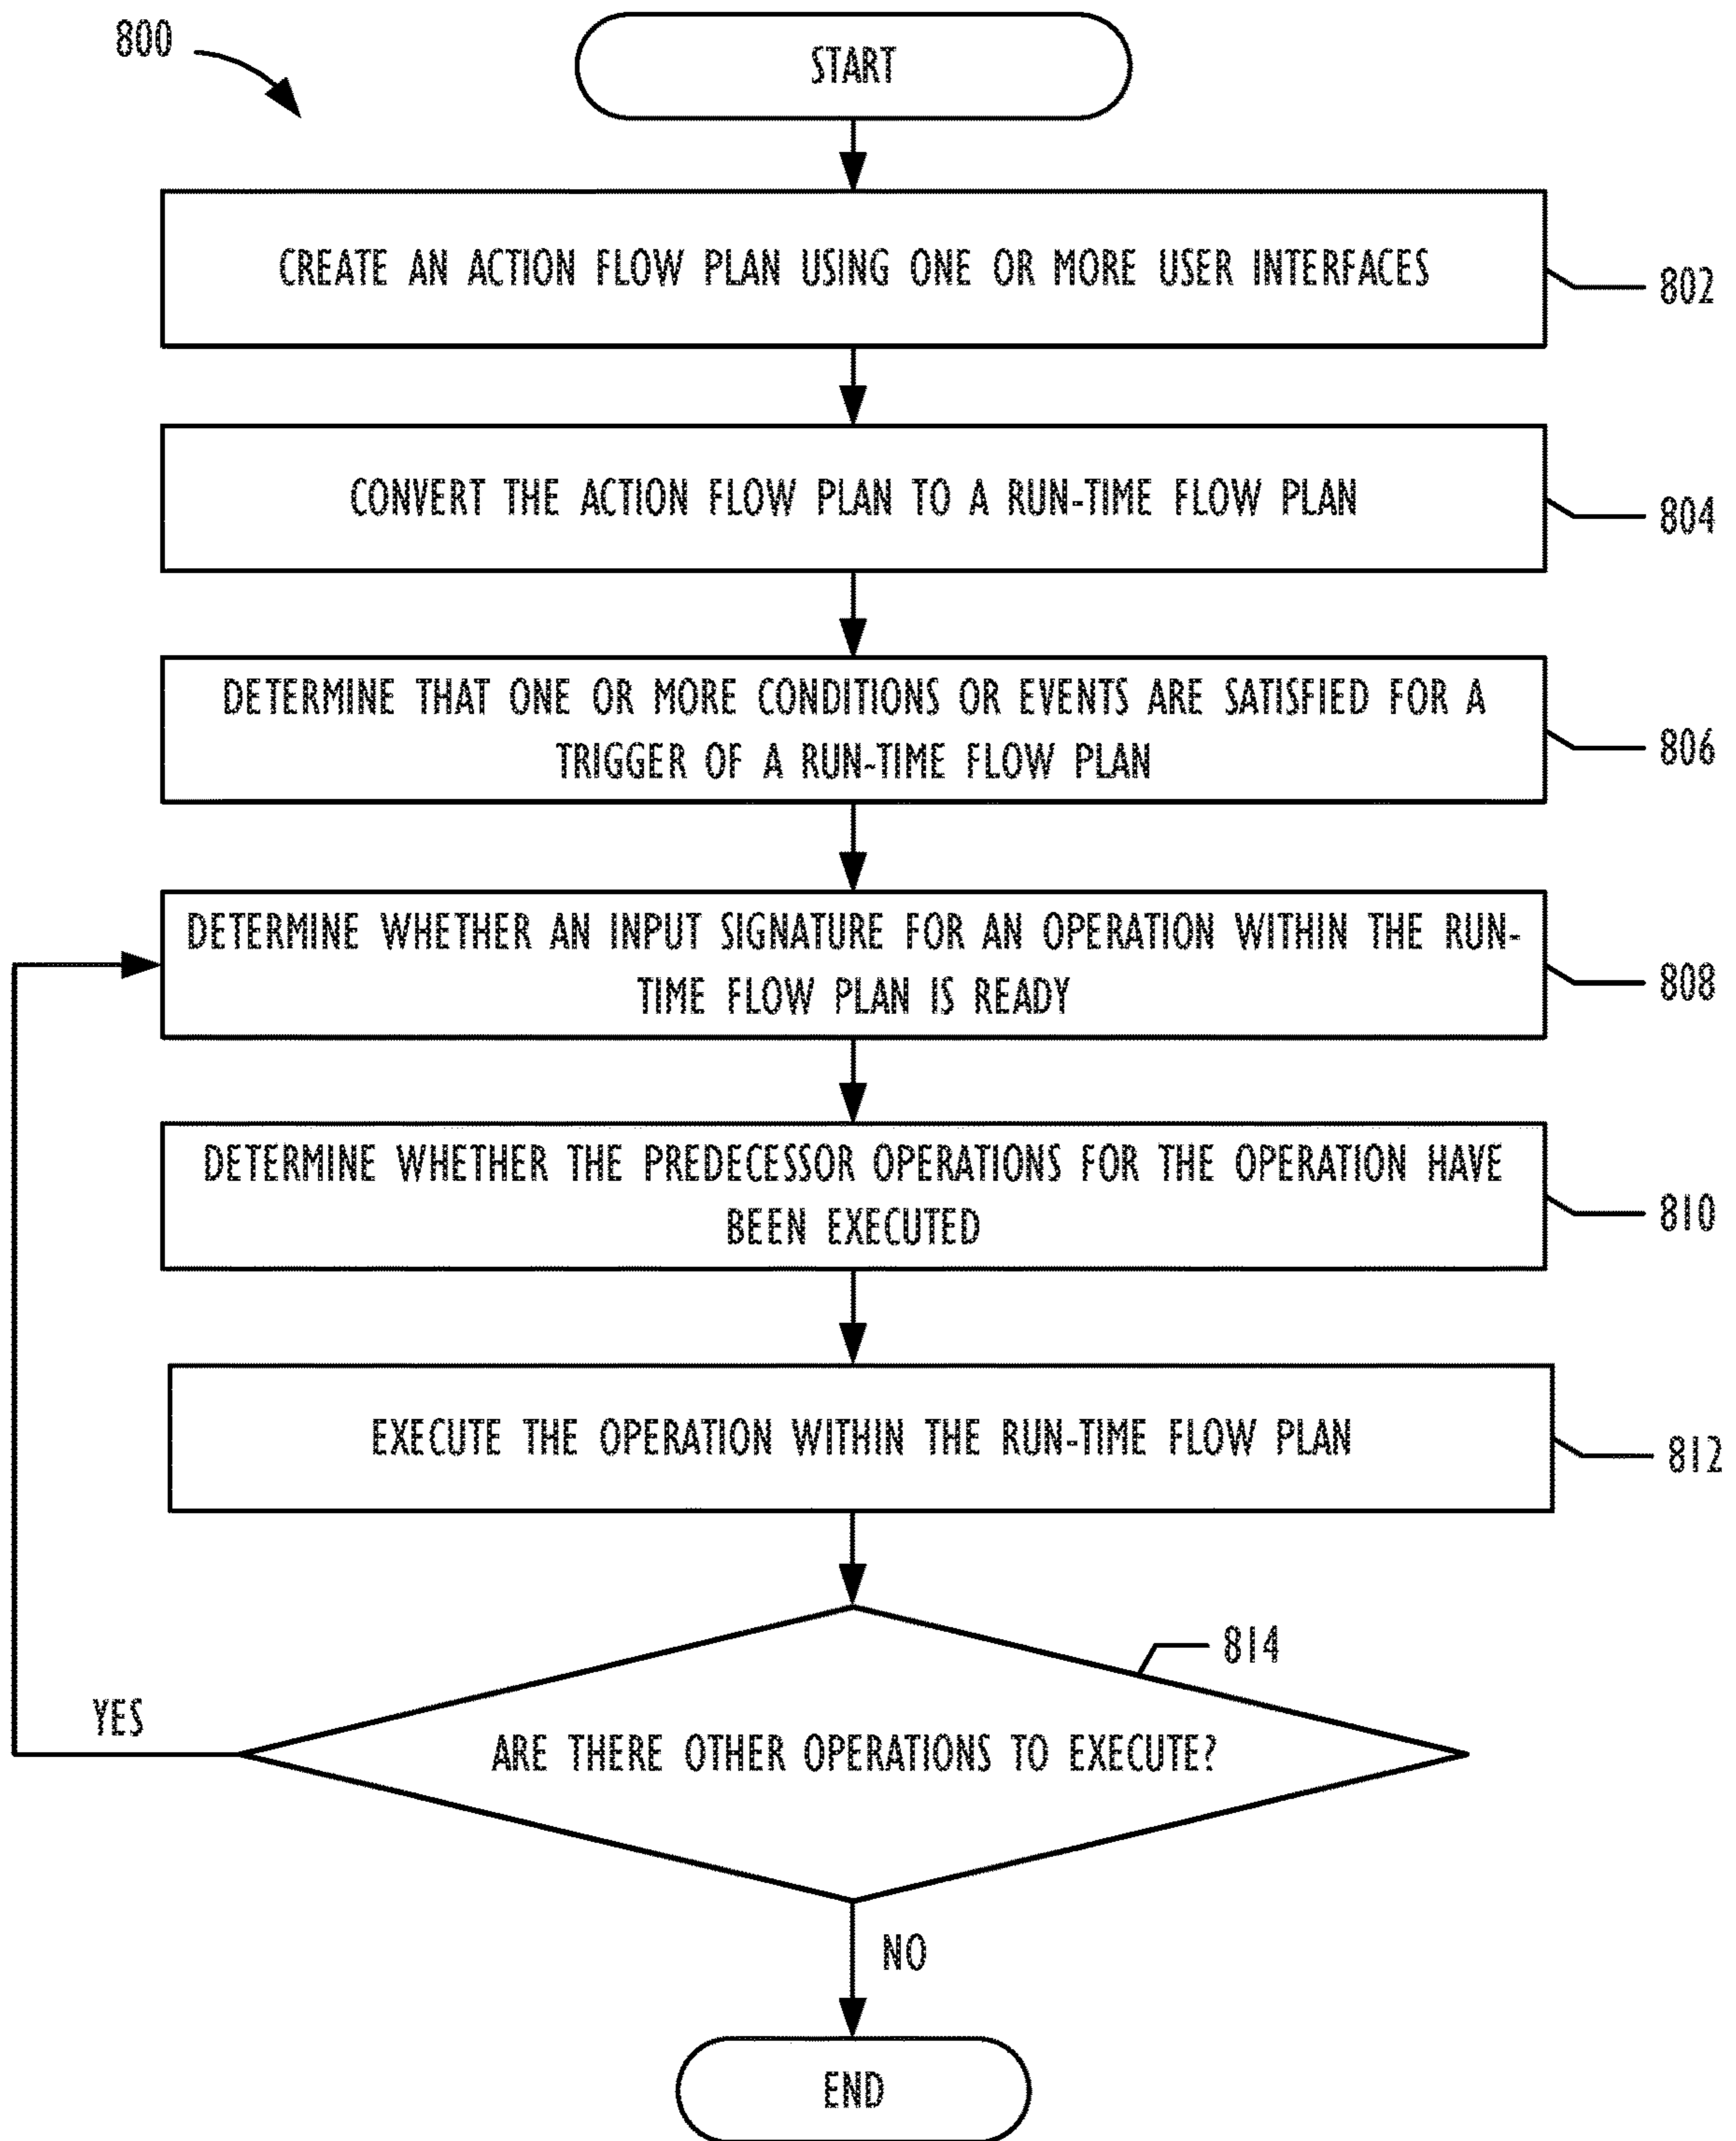 800
START
CREATE AN ACTION FLOW PLAN USING ONE OR MORE USER INTERFACES
802
CONVERT THE ACTION FLOW PLAN TO A RUN-TIME FLOW PLAN
804
DETERMINE THAT ONE OR MORE CONDITIONS OR EVENTS ARE SATISFIED FOR A
TRIGGER OF A RUN-TIME FLOW PLAN
806
DETERMINE WHETHER AN INPUT SIGNATURE FOR AN OPERATION WITHIN THE RUN-
TIME FLOW PLAN IS READY
808
DETERMINE WHETHER THE PREDECESSOR OPERATIONS FOR THE OPERATION HAVE
BEEN EXECUTED
810
EXECUTE THE OPERATION WITHIN THE RUN-TIME FLOW PLAN
812
814
YES
ARE THERE OTHER OPERATIONS TO EXECUTE?
NO
END